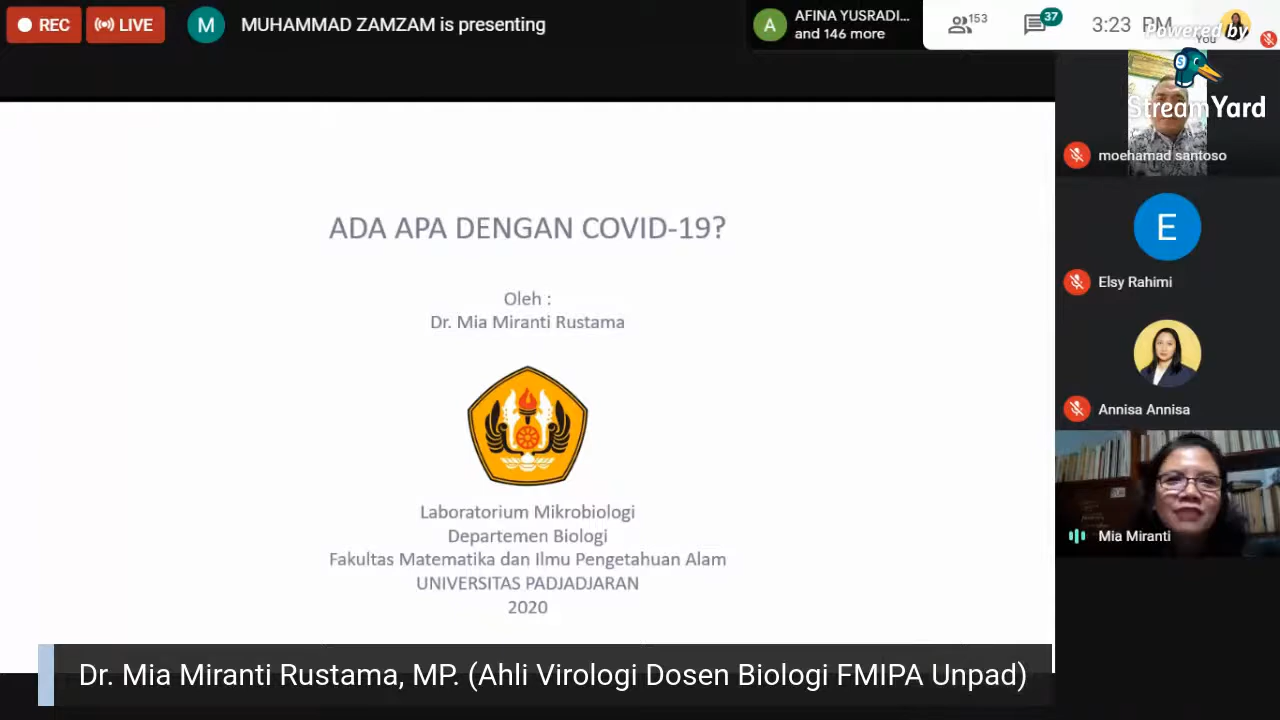 REC
LIVE
M
MUHAMMAD ZAMZAM is presenting
A
AFINA YUSRADI...
and 146 more
153
37
3:23 PM
You
Powered by
S
StreamYard
moehamad santoso
E
Elsy Rahimi
Annisa Annisa
Mia Miranti
ADA APA DENGAN COVID-19?
Oleh :
Dr. Mia Miranti Rustama
Laboratorium Mikrobiologi
Departemen Biologi
Fakultas Matematika dan Ilmu Pengetahuan Alam
UNIVERSITAS PADJADJARAN
2020
Dr. Mia Miranti Rustama, MP. (Ahli Virologi Dosen Biologi FMIPA Unpad)